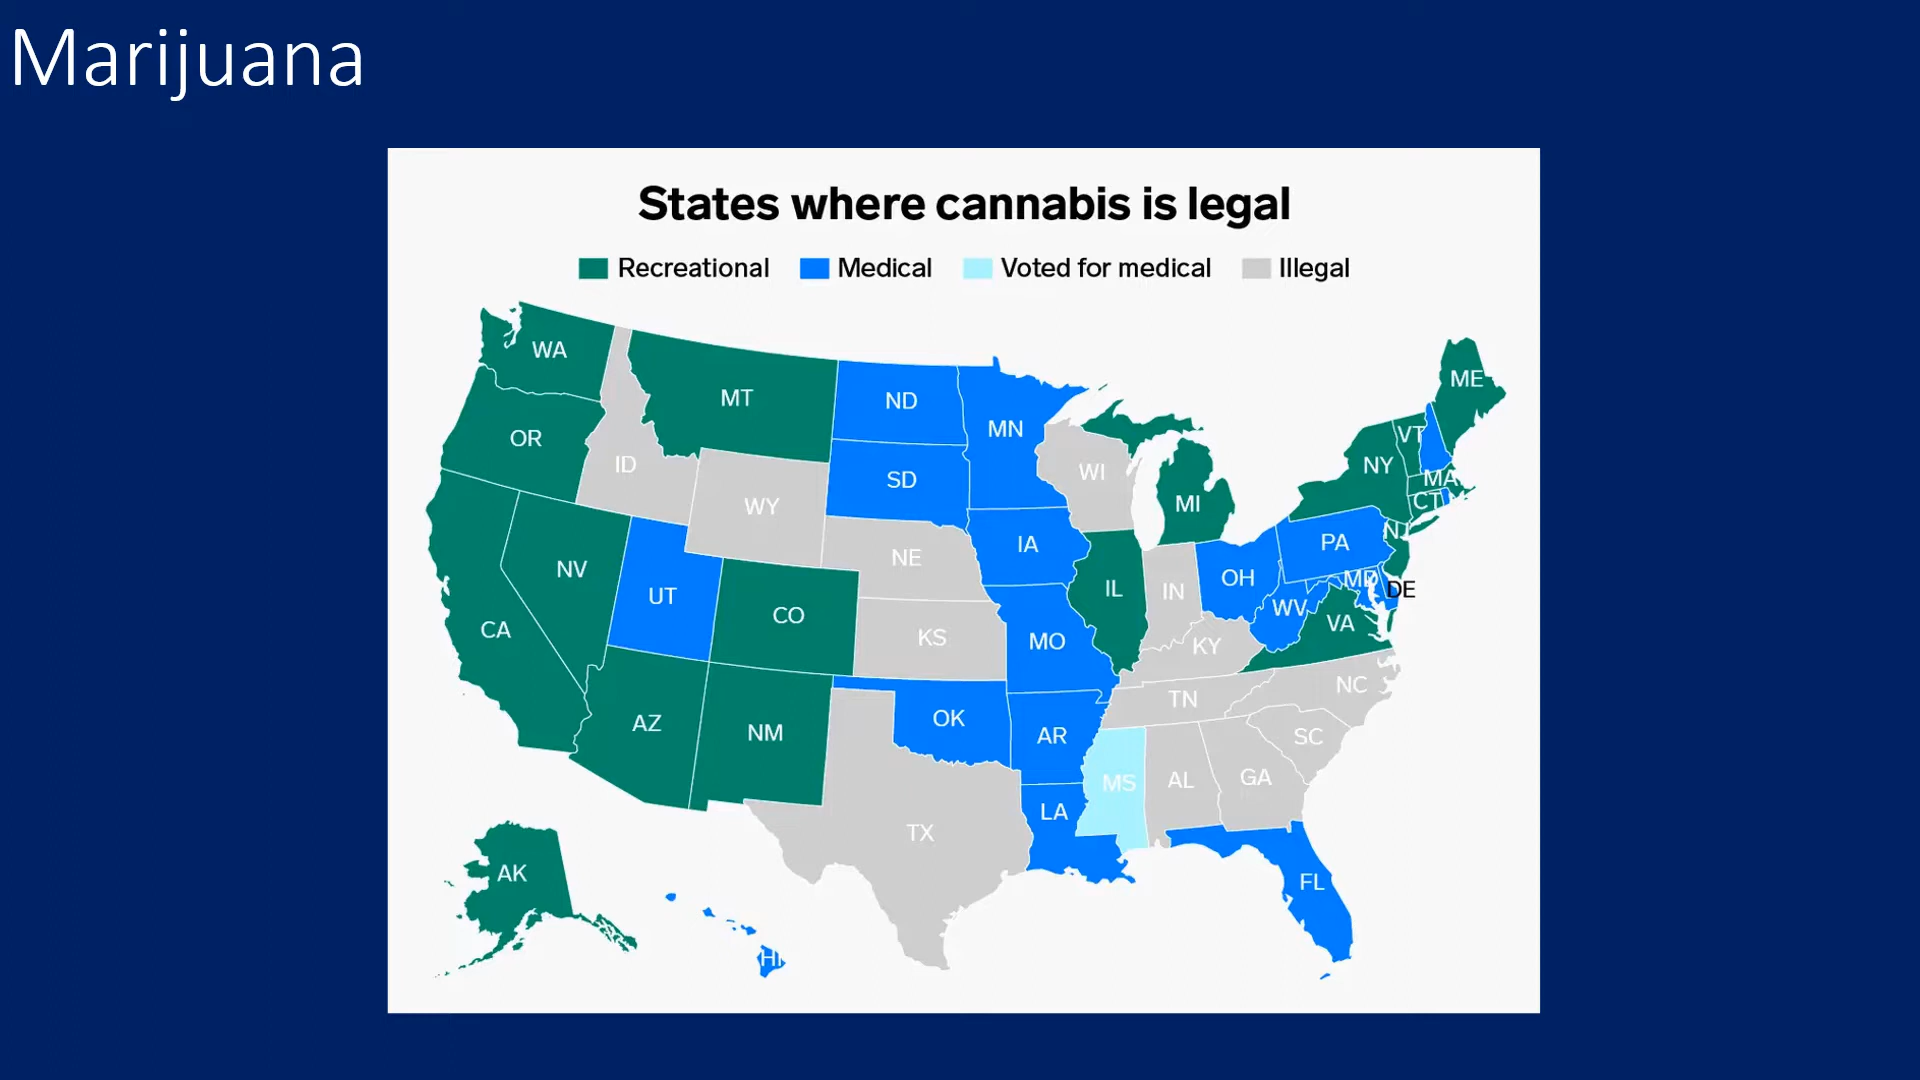 Marijuana
States where cannabis is legal
Recreational Medical Voted for medical Illegal
WA
ME
MT
ND
MN
VT
OR
ID
NY
WI
MA
SD
MI
CT
WY
NJ
PA
IA
NE
NV
OH
MD
DE
UT
IL
IN
WV
CO
VA
CA
KS
MO
KY
NC
TN
AZ
OK
NM
AR
SC
MS
AL
GA
LA
TX
AK
FL
HI